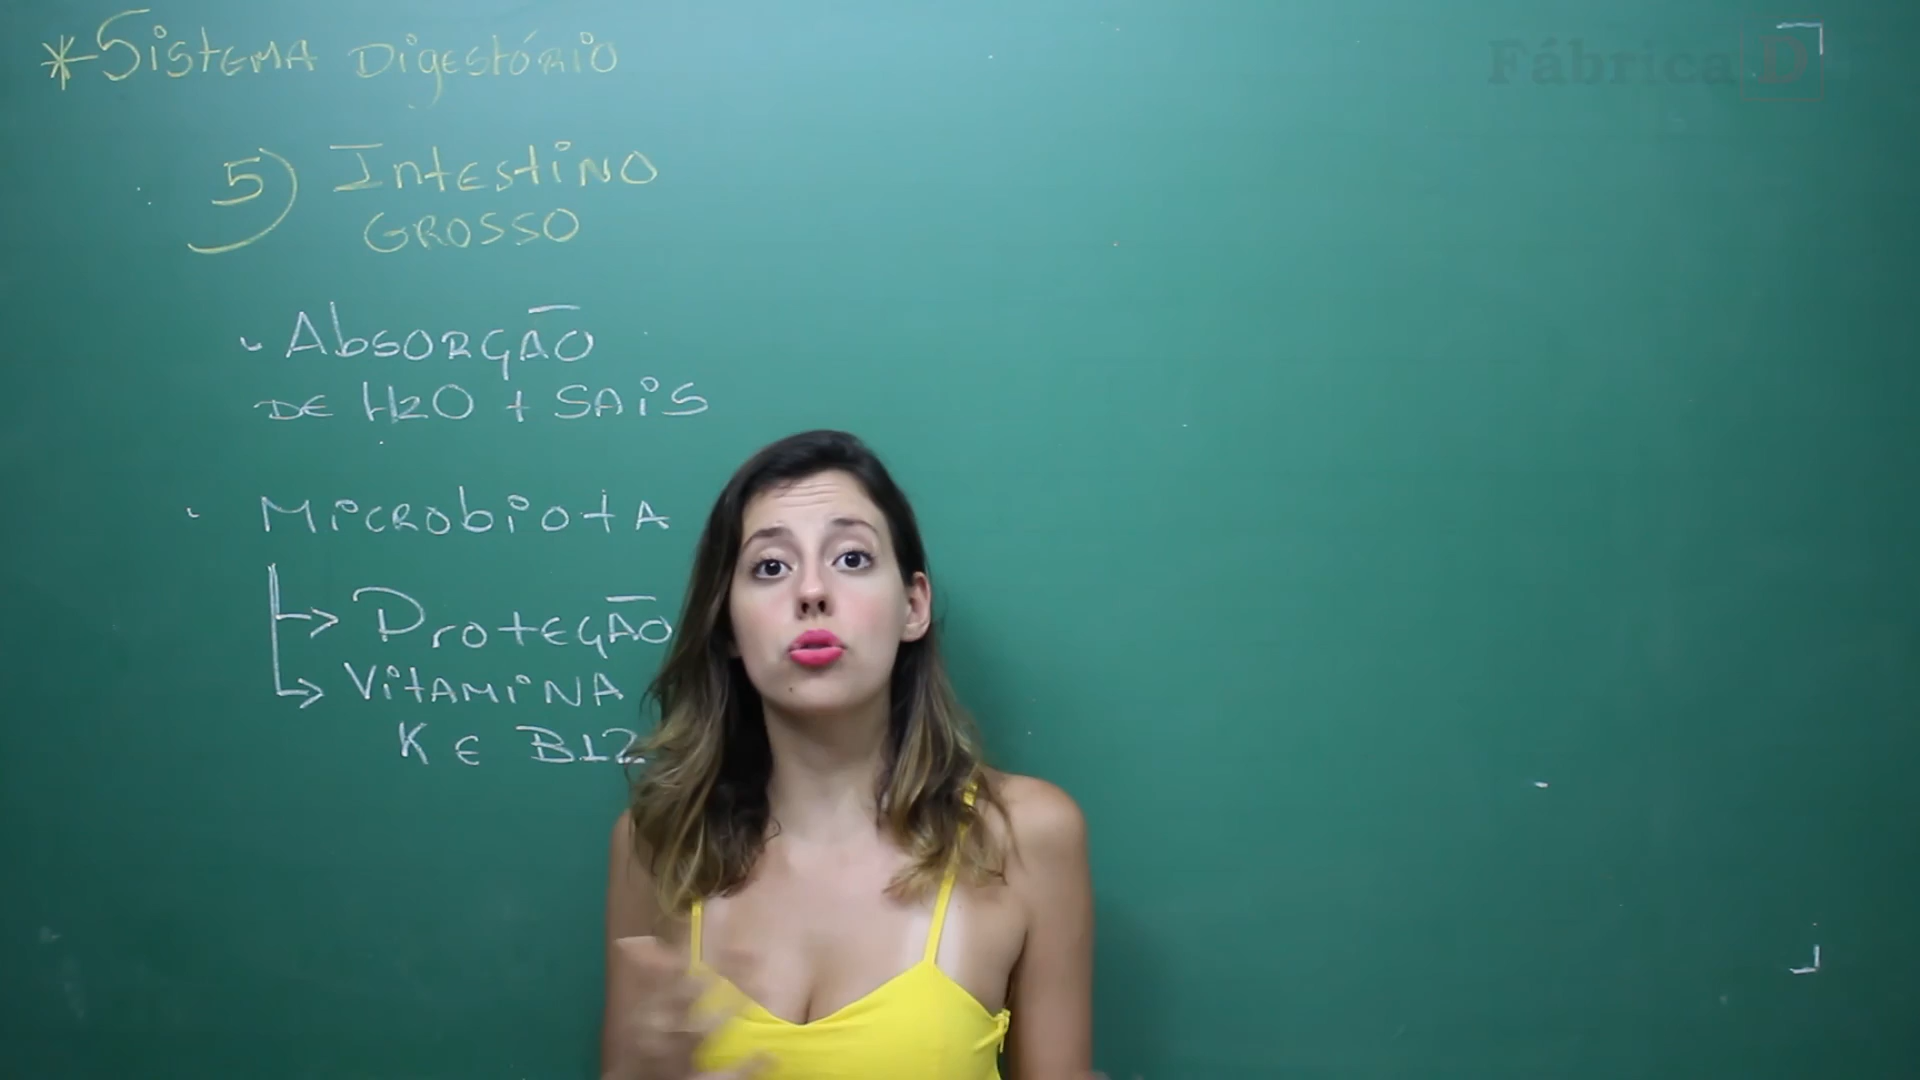 *-Sistema Digestório
5) Intestino
Grosso
Absorção
de H2O + Sais
Microbiota
→ Proteção
→ Vitamina
K e B12
Fábrica D